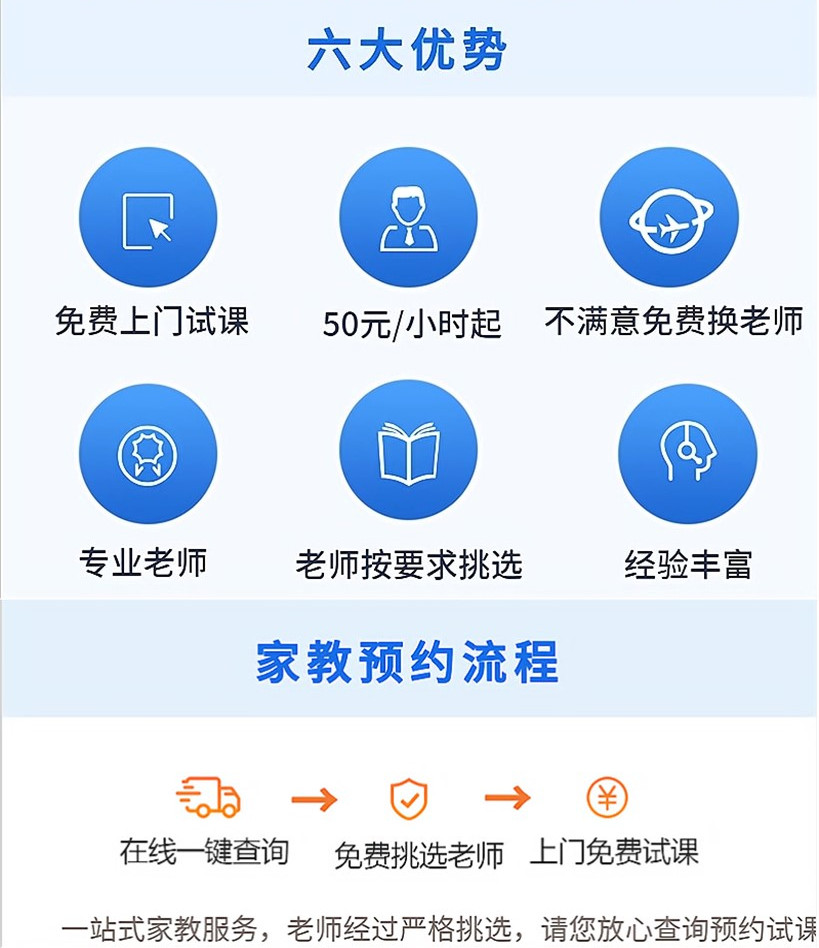 六大优势
免费上门试课
50元/小时起
不满意免费换老师
专业老师
老师按要求挑选
经验丰富
家教预约流程
在线一键查询
免费挑选老师
上门免费试课
一站式家教服务，老师经过严格挑选，请您放心查询预约试课